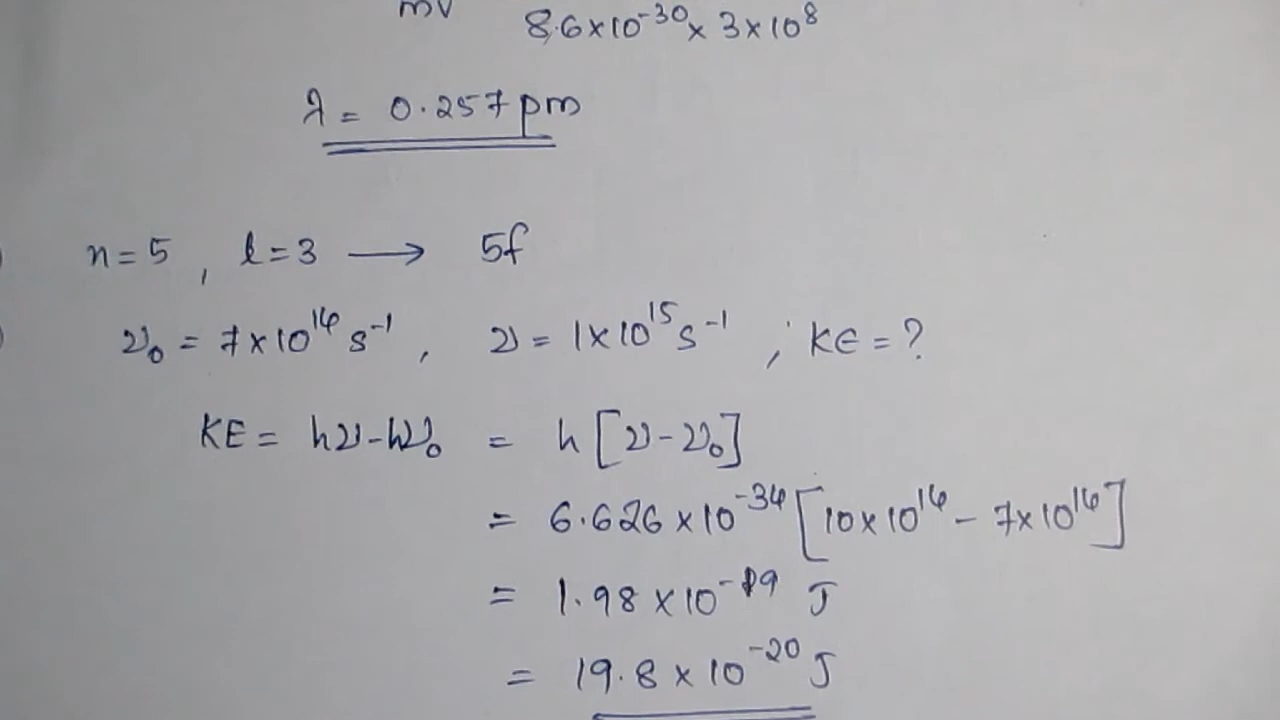 mv 8.6×10⁻³⁰ × 3×10⁸
λ = 0.257 pm
n=5 , l=3 ⟶ 5f
ν₀ = 7×10¹⁴ s⁻¹ , ν = 1×10¹⁵ s⁻¹ ; KE = ?
KE = hν-hν₀ = h[ν-ν₀]
= 6.626×10⁻³⁴ [10×10¹⁴ - 7×10¹⁴]
= 1.98×10⁻¹⁹ J
= 19.8×10⁻²⁰ J